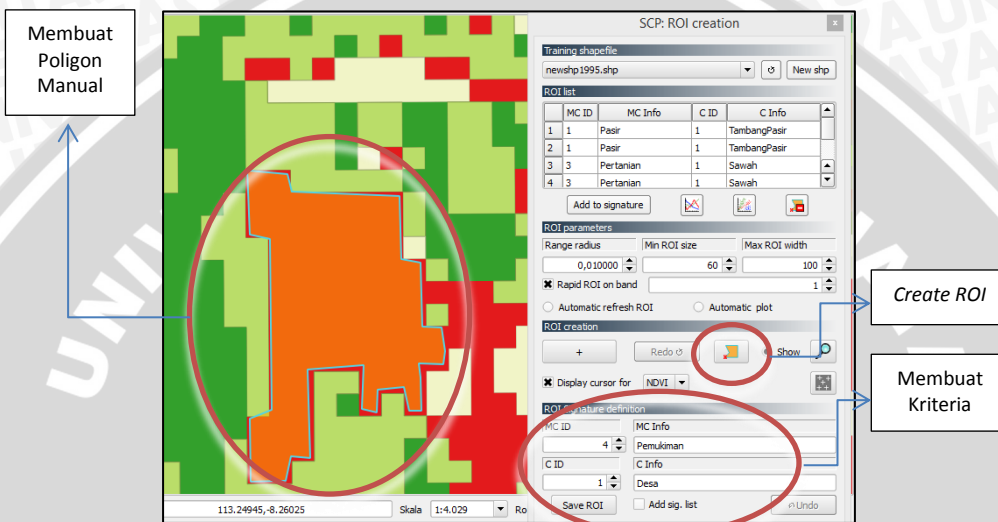 Membuat
Poligon
Manual
SCP: ROI creation
x
Training shapefile
newshp1995.shp
New shp
ROI list
MC ID MC Info C ID C Info
1 1 Pasir 1 TambangPasir
2 1 Pasir 1 TambangPasir
3 3 Pertanian 1 Sawah
4 3 Pertanian 1 Sawah
Add to signature
ROI parameters
Range radius Min ROI size Max ROI width
0,010000 60 100
Rapid ROI on band 1
Automatic refresh ROI Automatic plot
ROI creation
+ Redo Show
Display cursor for NDVI
ROI Signature definition
MC ID MC Info
4 Pemukiman
C ID C Info
1 Desa
Save ROI Add sig. list Undo
113.24945,-8.26025 Skala 1:4.029 Ro
Create ROI
Membuat
Kriteria